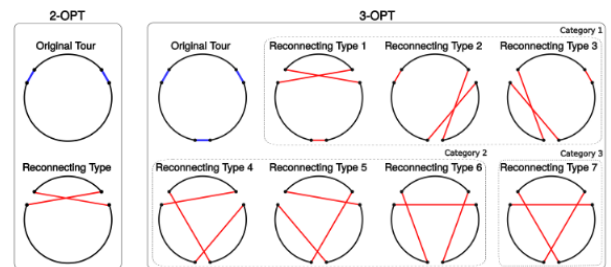 2-OPT
3-OPT
Category 1
Original Tour
Original Tour
Reconnecting Type 1
Reconnecting Type 2
Reconnecting Type 3
Category 2
Category 3
Reconnecting Type
Reconnecting Type 4
Reconnecting Type 5
Reconnecting Type 6
Reconnecting Type 7